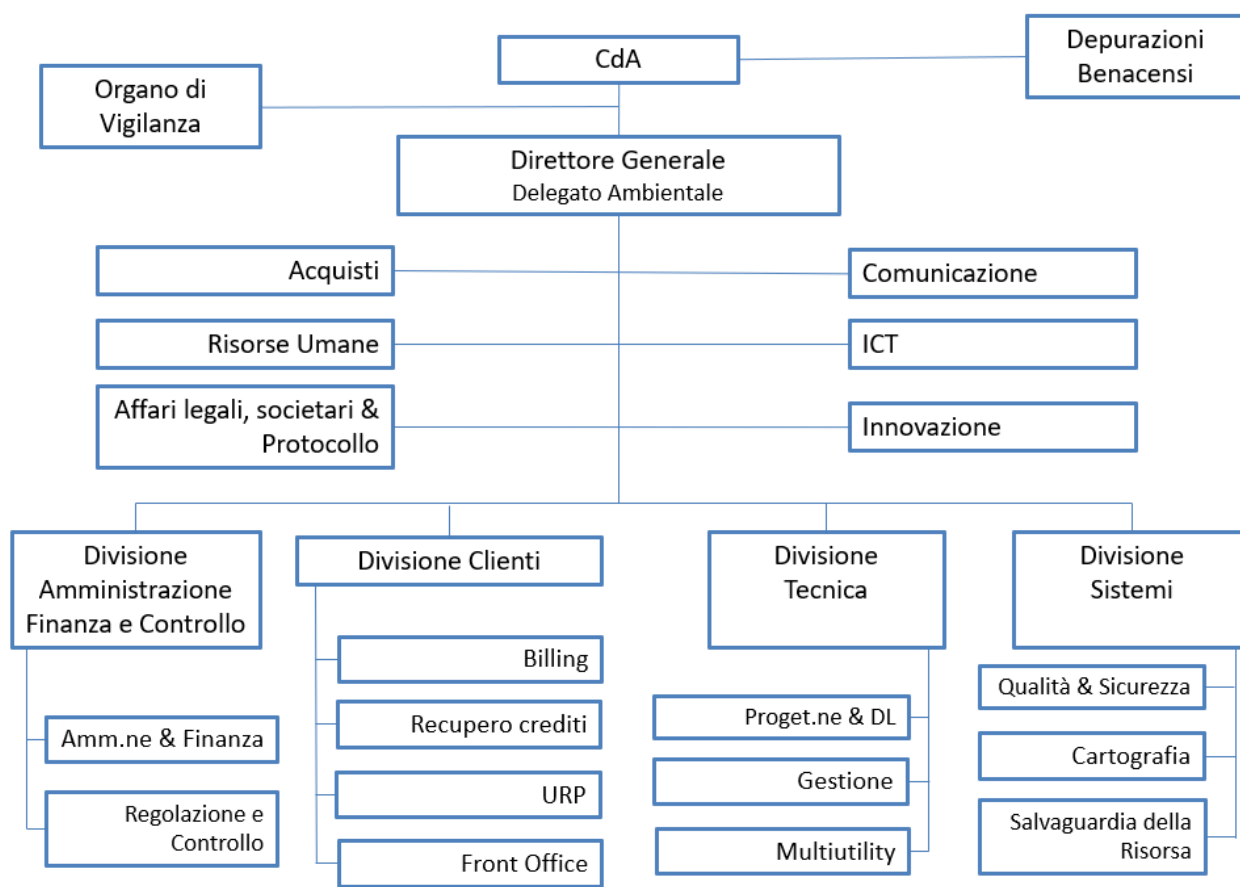 CdA
Depurazioni
Benacensi
Organo di
Vigilanza
Direttore Generale
Delegato Ambientale
Acquisti
Comunicazione
Risorse Umane
ICT
Affari legali, societari &
Protocollo
Innovazione
Divisione
Amministrazione
Finanza e Controllo
Amm.ne & Finanza
Regolazione e
Controllo
Divisione Clienti
Billing
Recupero crediti
URP
Front Office
Divisione
Tecnica
Proget.ne & DL
Gestione
Multiutility
Divisione
Sistemi
Qualità & Sicurezza
Cartografia
Salvaguardia della
Risorsa